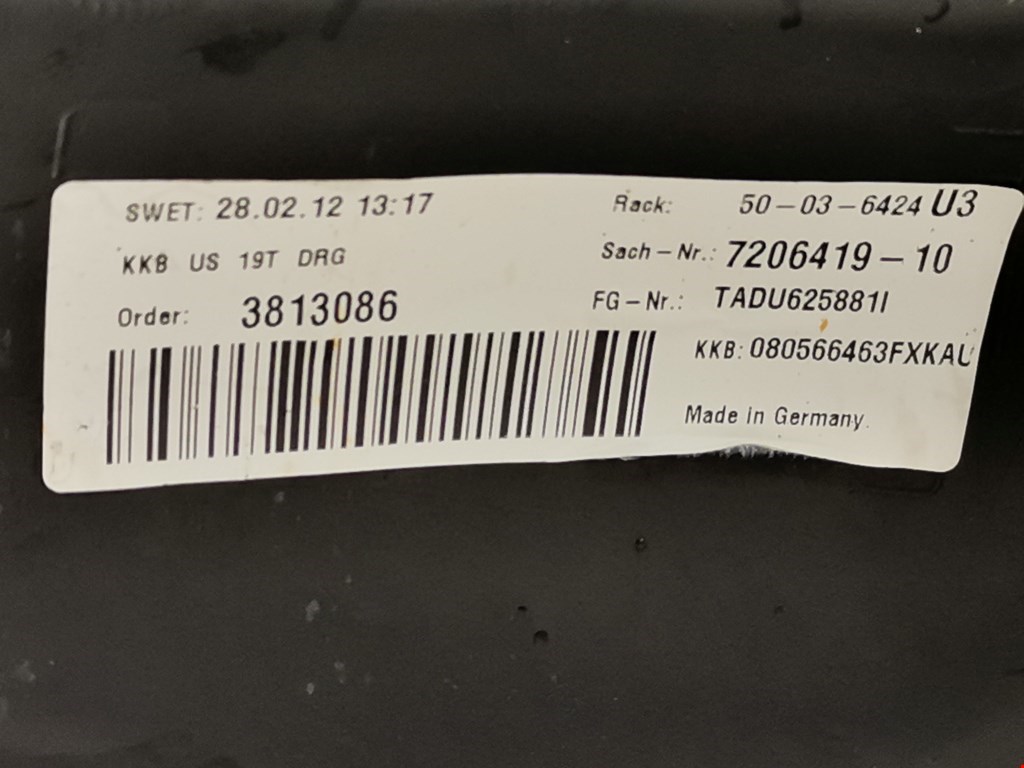 SWET: 28.02.12 13:17
KKB US 19T DRG
Order: 3813086
Rack: 50-03-6424 U3
Sach-Nr.: 7206419-10
FG-Nr.: TADU625881I
KKB: 080566463FXKAU
Made in Germany.